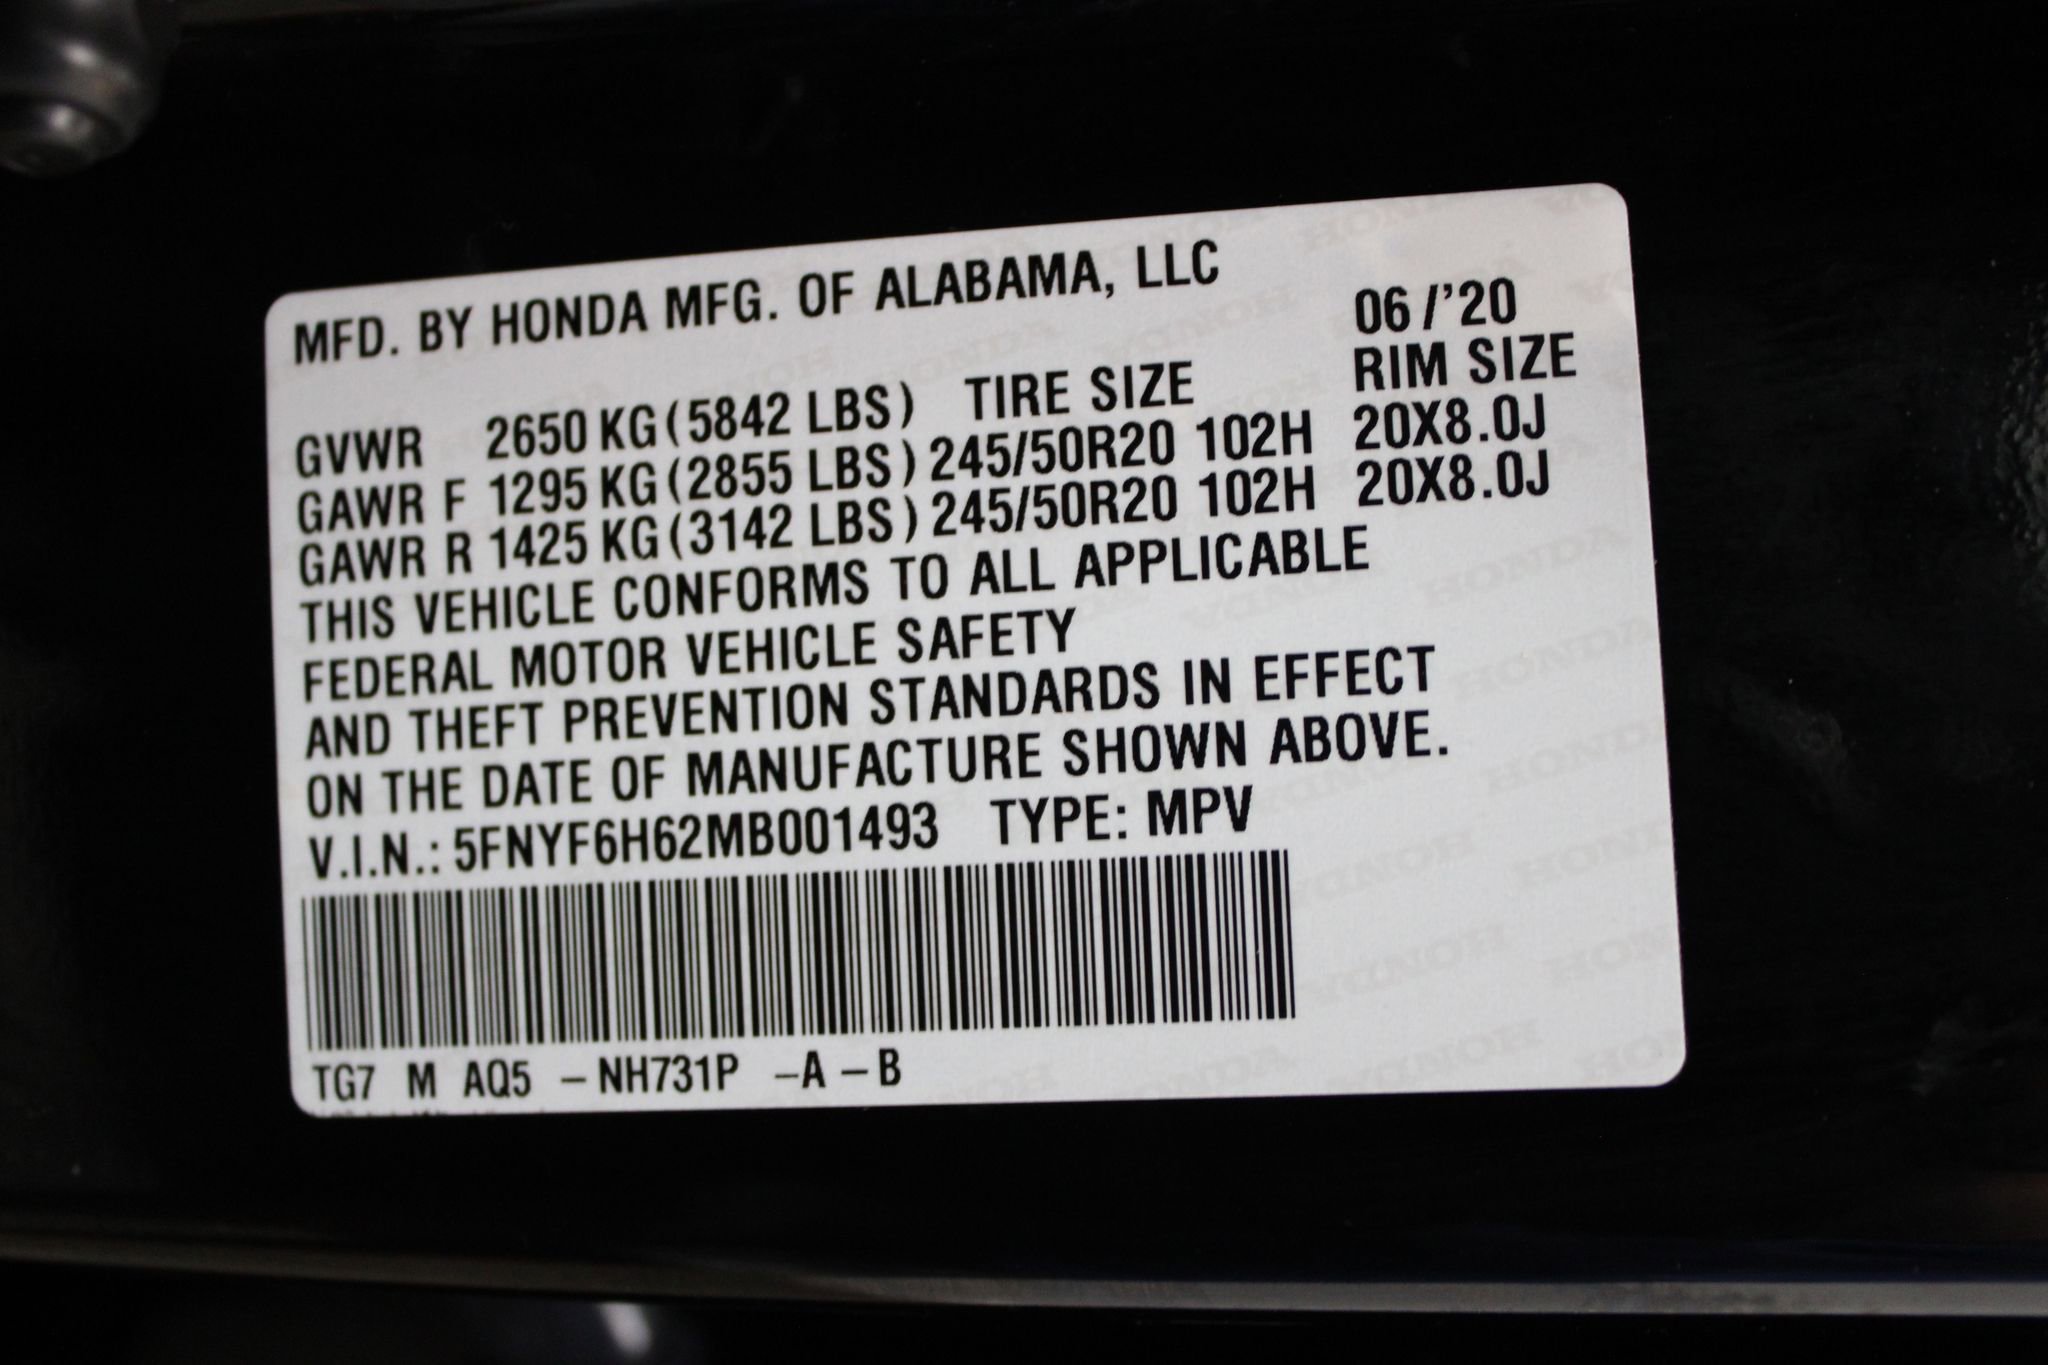 MFD. BY HONDA MFG. OF ALABAMA, LLC
06/'20
GVWR 2650 KG (5842 LBS) TIRE SIZE RIM SIZE
GAWR F 1295 KG (2855 LBS) 245/50R20 102H 20X8.0J
GAWR R 1425 KG (3142 LBS) 245/50R20 102H 20X8.0J
THIS VEHICLE CONFORMS TO ALL APPLICABLE
FEDERAL MOTOR VEHICLE SAFETY
AND THEFT PREVENTION STANDARDS IN EFFECT
ON THE DATE OF MANUFACTURE SHOWN ABOVE.
V.I.N.: 5FNYF6H62MB001493 TYPE: MPV
TG7 M AQ5 – NH731P –A – B